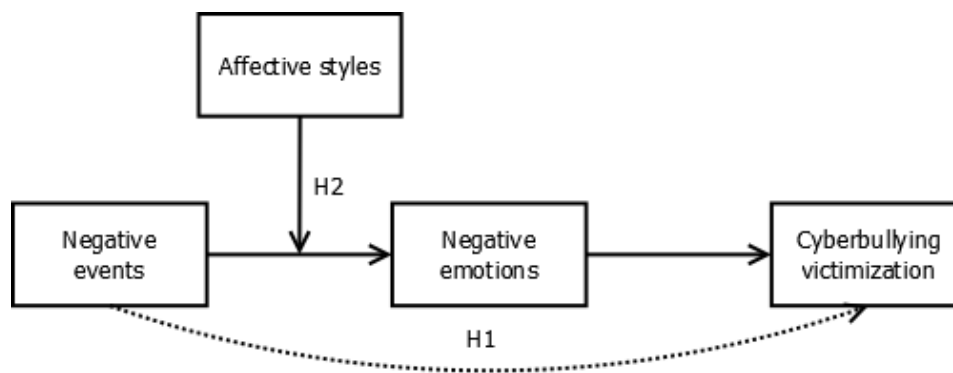 Affective styles
H2
Negative
events
Negative
emotions
Cyberbullying
victimization
H1